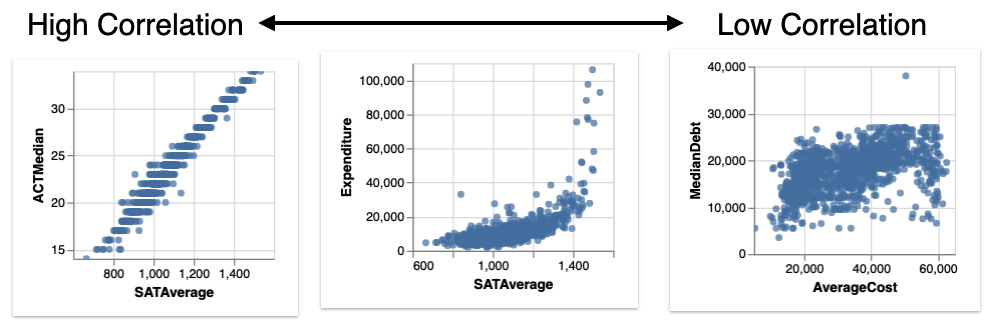 High Correlation
Low Correlation
ACTMedian
30
25
20
15
800 1,000 1,200 1,400
SATAverage
Expenditure
100,000
80,000
60,000
40,000
20,000
0
600 1,000 1,400
SATAverage
MedianDebt
40,000
30,000
20,000
10,000
0
20,000 40,000 60,000
AverageCost